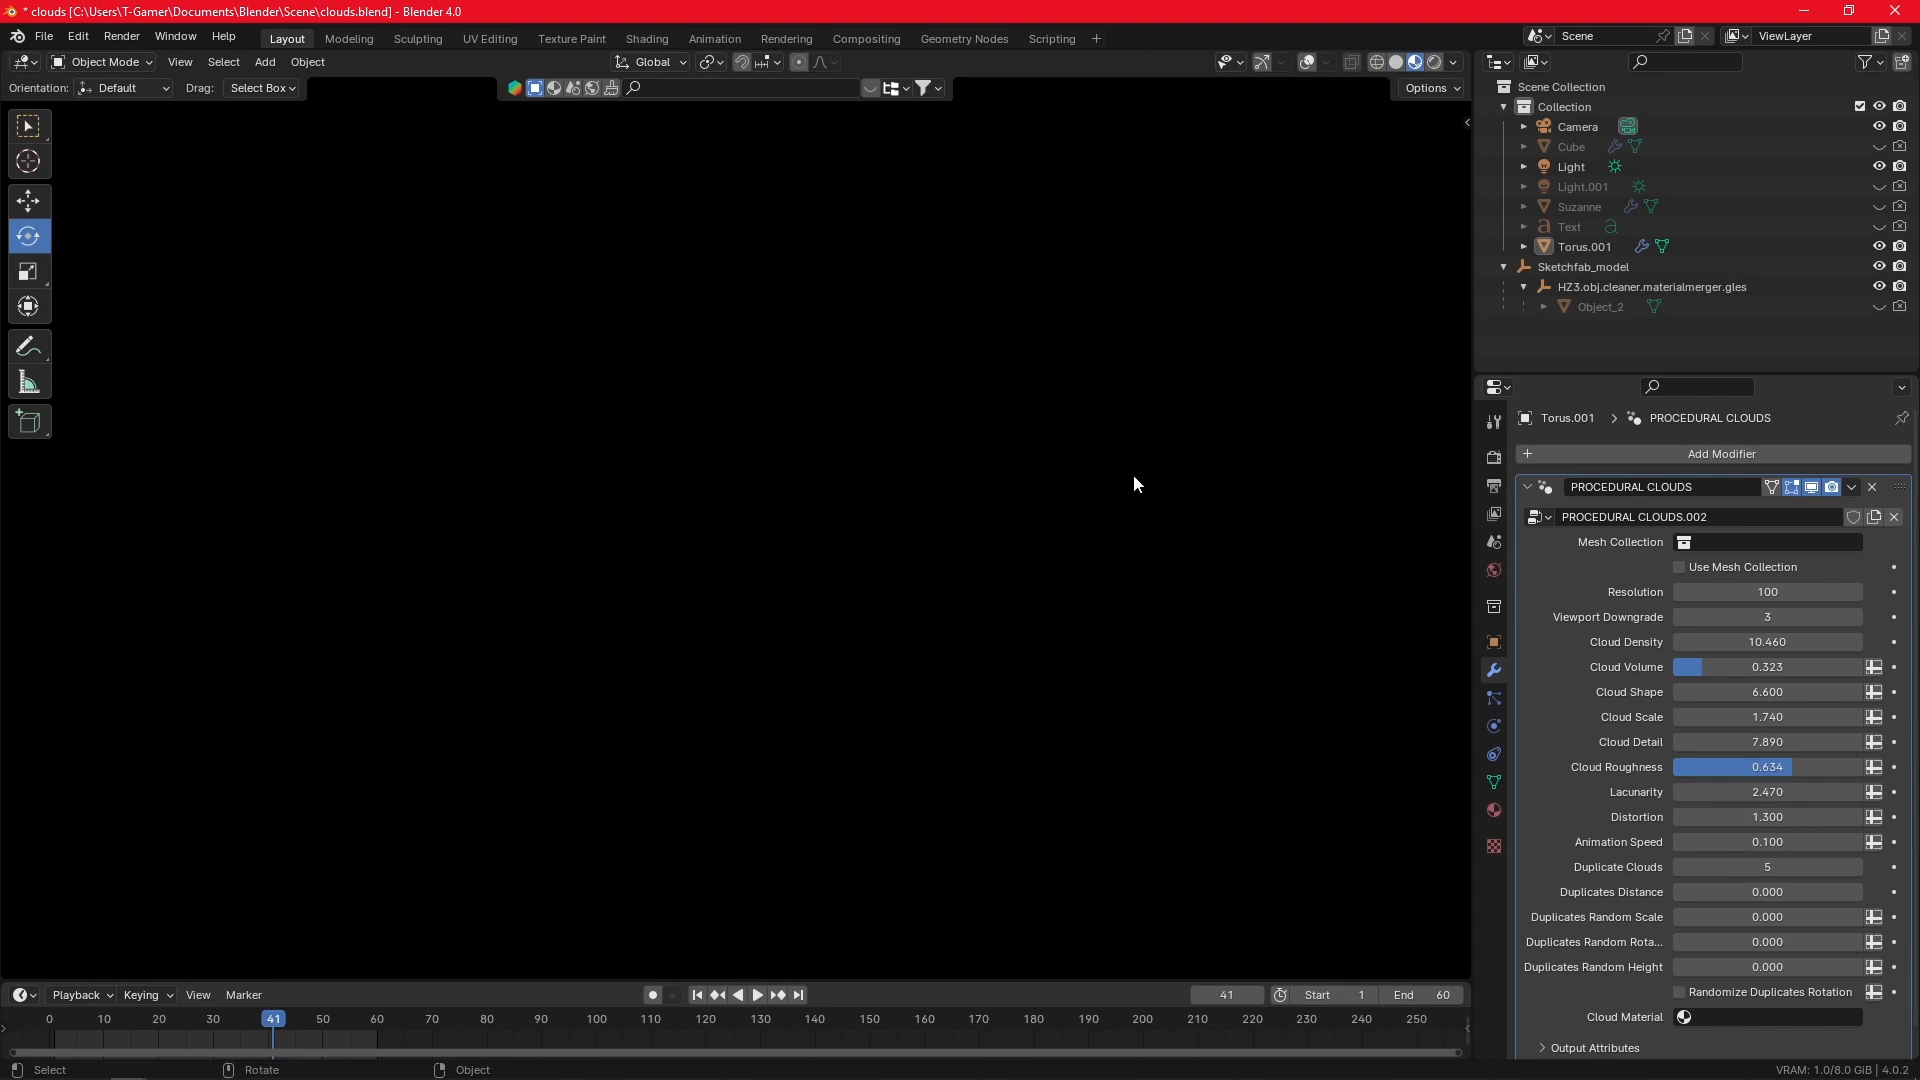 * clouds [C:\Users\T-Gamer\Documents\Blender\Scene\clouds.blend] - Blender 4.0
File Edit Render Window Help Layout Modeling Sculpting UV Editing Texture Paint Shading Animation Rendering Compositing Geometry Nodes Scripting + Scene ViewLayer
Object Mode View Select Add Object Global
Orientation: Default Drag: Select Box Options
Scene Collection
Collection
Camera
Cube
Light
Light.001
Suzanne
Text
Torus.001
Sketchfab_model
HZ3.obj.cleaner.materialmerger.gles
Object_2
Torus.001 > PROCEDURAL CLOUDS
+ Add Modifier
PROCEDURAL CLOUDS
PROCEDURAL CLOUDS.002
Mesh Collection
Use Mesh Collection
Resolution 100
Viewport Downgrade 3
Cloud Density 10.460
Cloud Volume 0.323
Cloud Shape 6.600
Cloud Scale 1.740
Cloud Detail 7.890
Cloud Roughness 0.634
Lacunarity 2.470
Distortion 1.300
Animation Speed 0.100
Duplicate Clouds 5
Duplicates Distance 0.000
Duplicates Random Scale 0.000
Duplicates Random Rota... 0.000
Duplicates Random Height 0.000
Randomize Duplicates Rotation
Cloud Material
> Output Attributes
Playback Keying View Marker 41 Start 1 End 60
0 10 20 30 41 50 60 70 80 90 100 110 120 130 140 150 160 170 180 190 200 210 220 230 240 250
Select Rotate Object VRAM: 1.0/8.0 GiB | 4.0.2